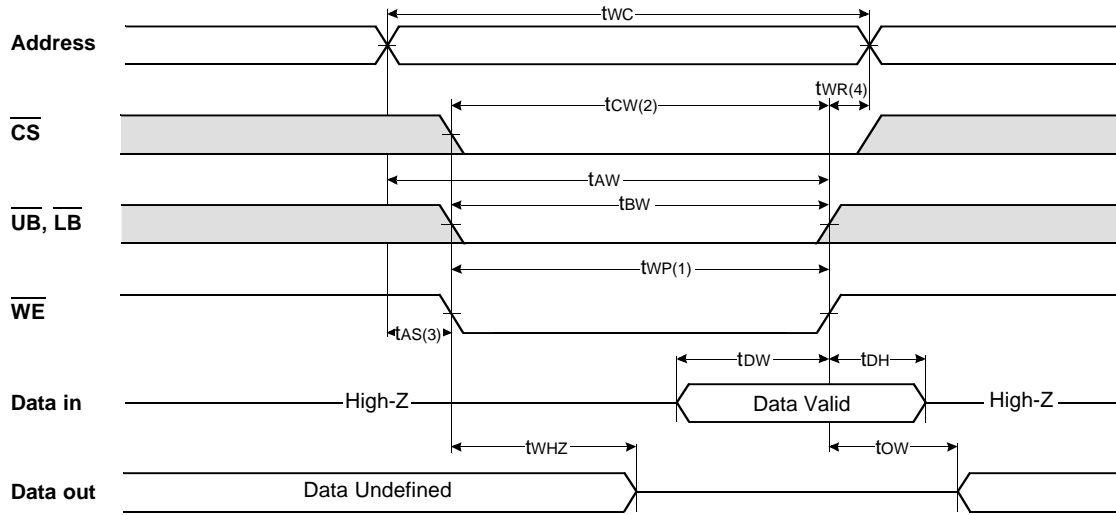 tWC
Address
tCW(2)
tWR(4)
CS
tAW
tBW
UB, LB
tWP(1)
WE
tAS(3)
tDW
tDH
Data in
High-Z
Data Valid
High-Z
tWHZ
tOW
Data out
Data Undefined